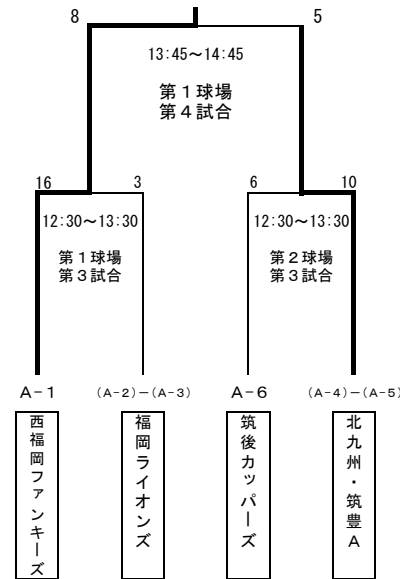 8
5
13:45～14:45
第１球場
第４試合
16
3
6
10
12:30～13:30
12:30～13:30
第１球場
第３試合
第２球場
第３試合
A-1
(A-2)-(A-3)
A-6
(A-4)-(A-5)
西福岡ファンキーズ
福岡ライオンズ
筑後カッパーズ
北九州・筑豊A